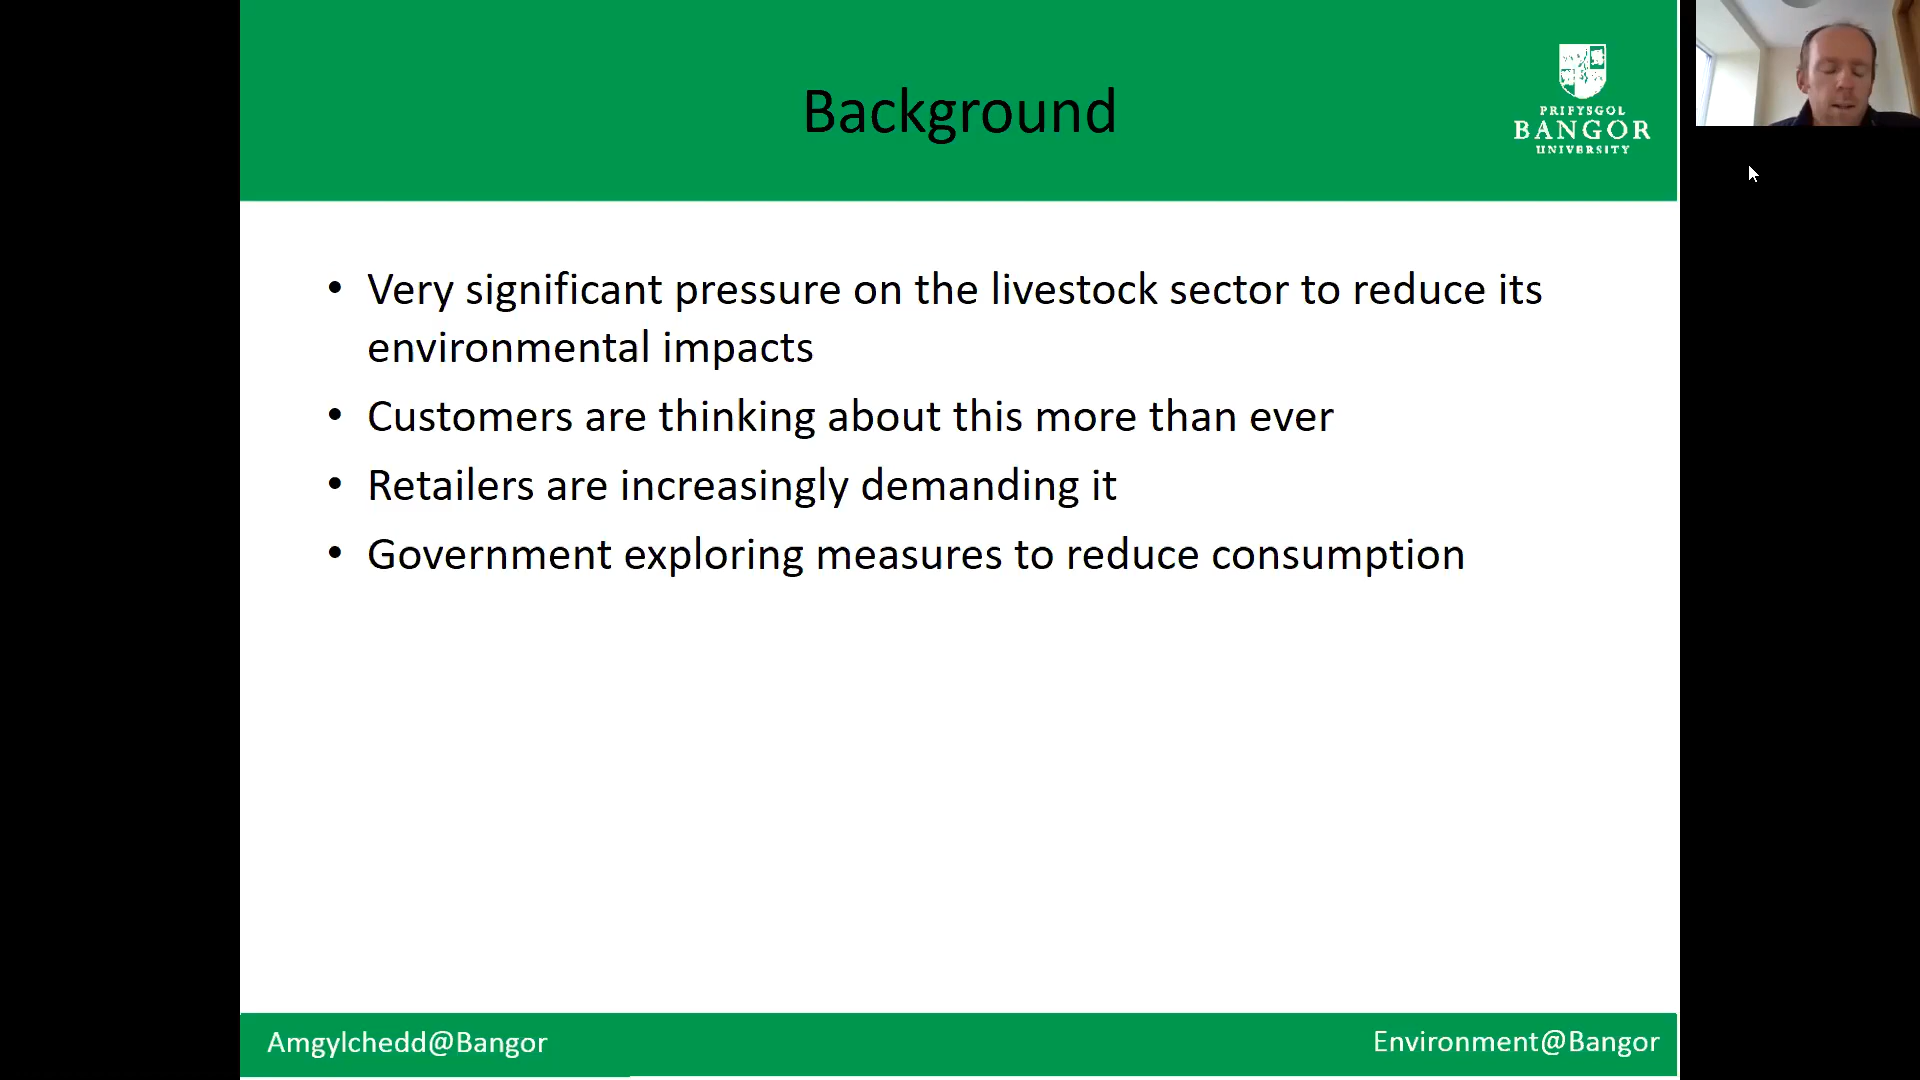 Background
PRIFYSGOL
BANGOR
UNIVERSITY
• Very significant pressure on the livestock sector to reduce its
environmental impacts
• Customers are thinking about this more than ever
• Retailers are increasingly demanding it
• Government exploring measures to reduce consumption
Amgylchedd@Bangor
Environment@Bangor